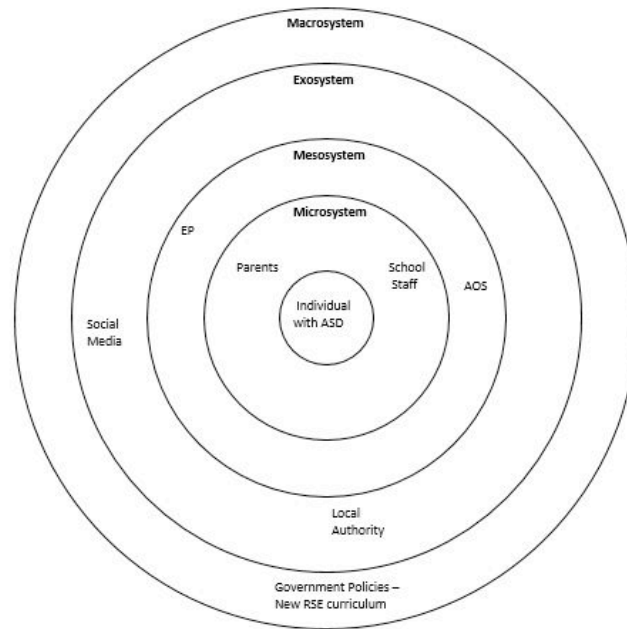 Macrosystem
Exosystem
Mesosystem
Microsystem
EP
Parents
School
Staff
AOS
Individual
with ASD
Social
Media
Local
Authority
Government Policies –
New RSE curriculum